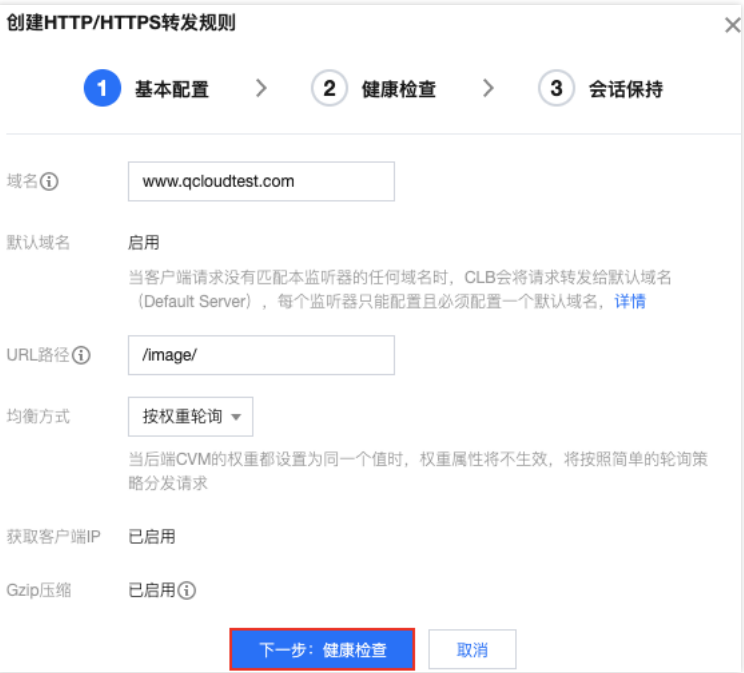 创建HTTP/HTTPS转发规则
1 基本配置 > 2 健康检查 > 3 会话保持
域名 www.qcloudtest.com
默认域名 启用
当客户端请求没有匹配本监听器的任何域名时，CLB会将请求转发给默认域名
（Default Server），每个监听器只能配置且必须配置一个默认域名，详情
URL路径 /image/
均衡方式 按权重轮询
当后端CVM的权重都设置为同一个值时，权重属性将不生效，将按照简单的轮询策
略分发请求
获取客户端IP 已启用
Gzip压缩 已启用
下一步：健康检查 取消